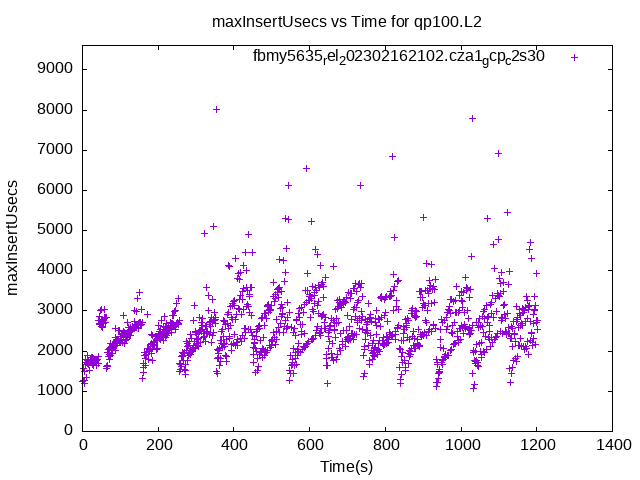 maxInsertUsecs vs Time for qp100.L2
fbmy5635rel202302162102.cza1gcpc2s30
9000
8000
7000
6000
5000
4000
3000
2000
1000
0
maxInsertUsecs
0 200 400 600 800 1000 1200 1400
Time(s)